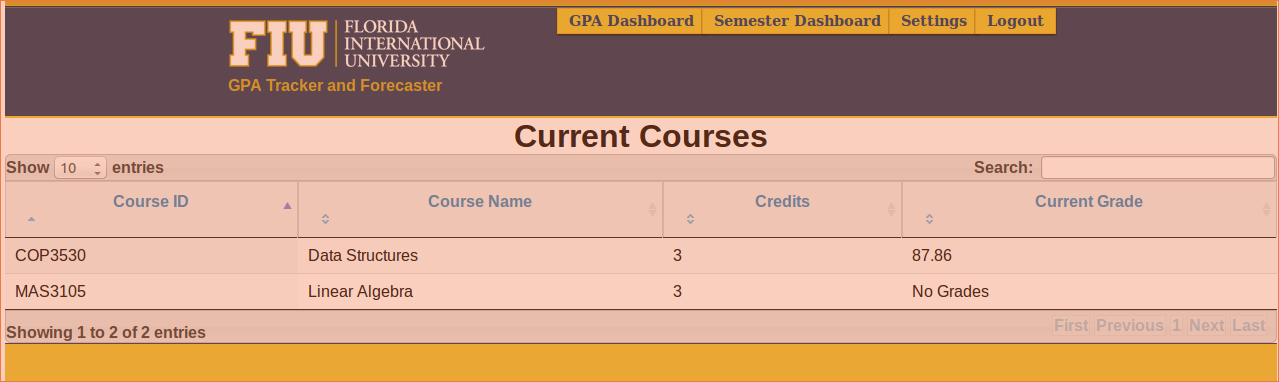 GPA Dashboard Semester Dashboard Settings Logout
FIU FLORIDA
INTERNATIONAL
UNIVERSITY
GPA Tracker and Forecaster
Current Courses
Show 10 entries Search:
Course ID Course Name Credits Current Grade
COP3530 Data Structures 3 87.86
MAS3105 Linear Algebra 3 No Grades
Showing 1 to 2 of 2 entries First Previous 1 Next Last